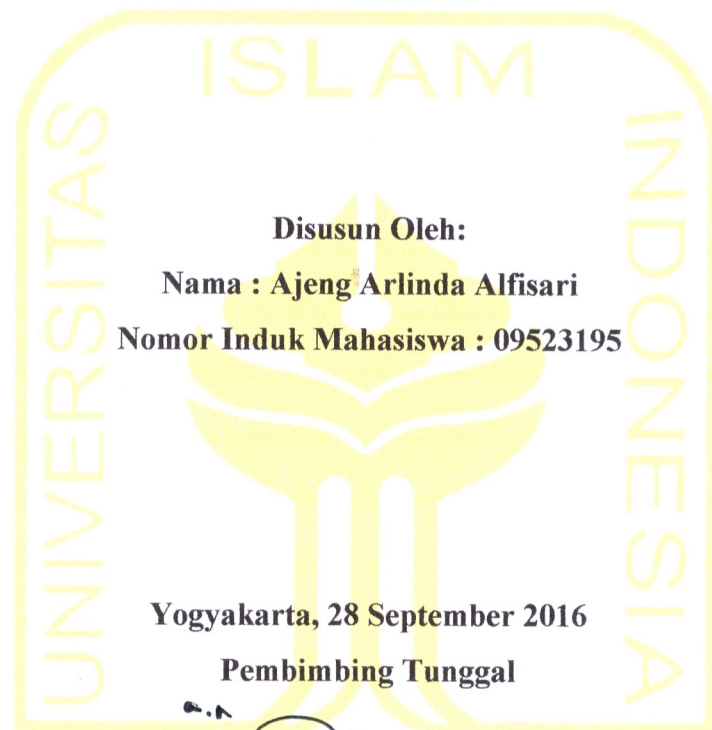 ISLAM
UNIVERSITAS
INDONESIA
Disusun Oleh:
Nama : Ajeng Arlinda Alfisari
Nomor Induk Mahasiswa : 09523195
Yogyakarta, 28 September 2016
Pembimbing Tunggal
a.n